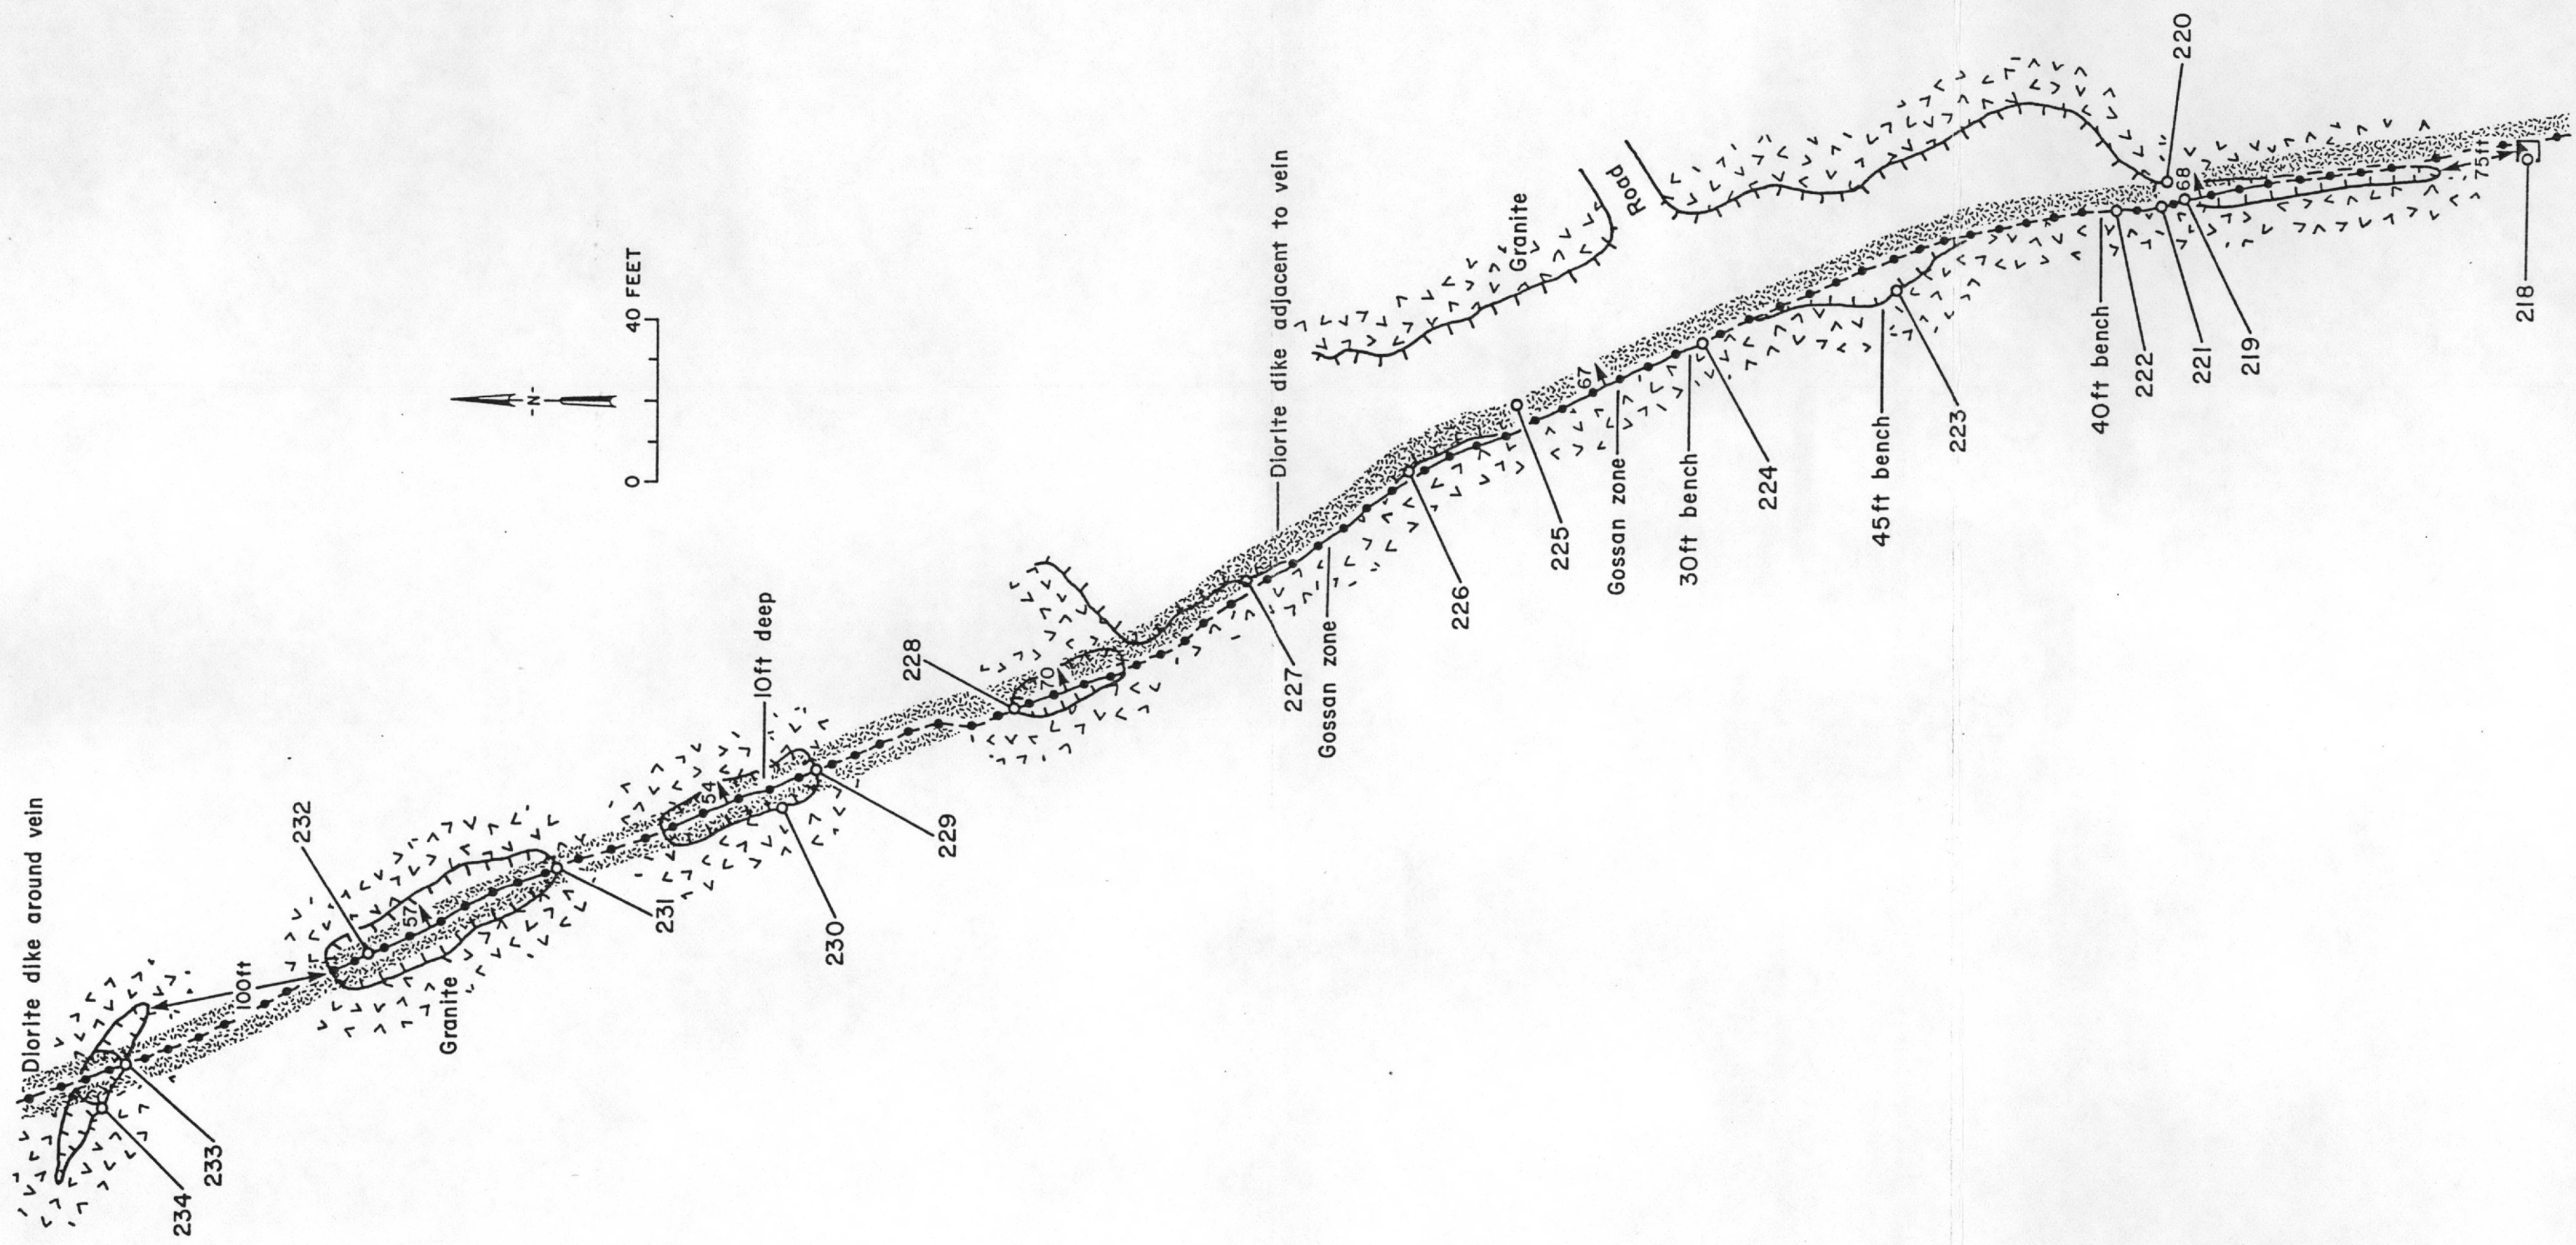 Diorite dike around vein
234
233
100ft
232
57
Granite
231
54
10ft deep
230
229
228
70
-N-
0
40 FEET
227
Gossan zone
Diorite dike adjacent to vein
226
225
67
Gossan zone
30ft bench
224
Granite
Road
45ft bench
223
40ft bench
222
221
219
68
220
75ft
218